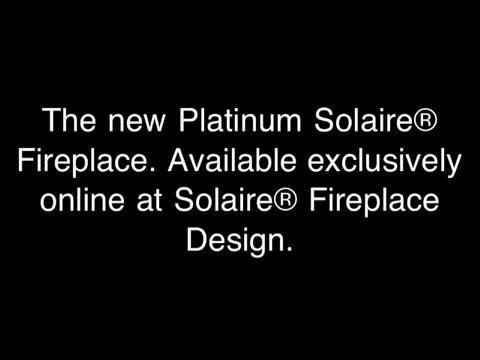 The new Platinum Solaire®
Fireplace. Available exclusively
online at Solaire® Fireplace
Design.